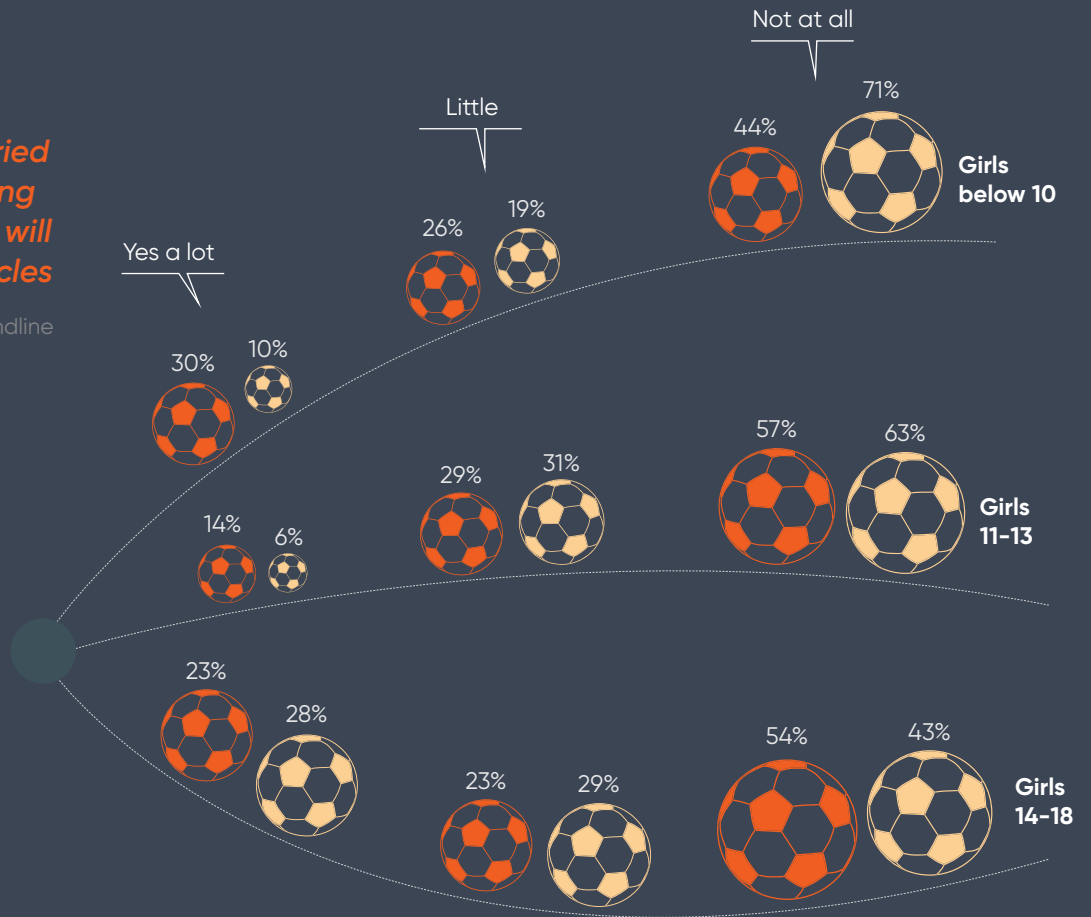 Not at all
71%
44%
Girls
below 10
Little
19%
26%
will
Yes a lot
10%
30%
57%
63%
29%
31%
Girls
11-13
14%
6%
23%
28%
54%
43%
23%
29%
Girls
14-18